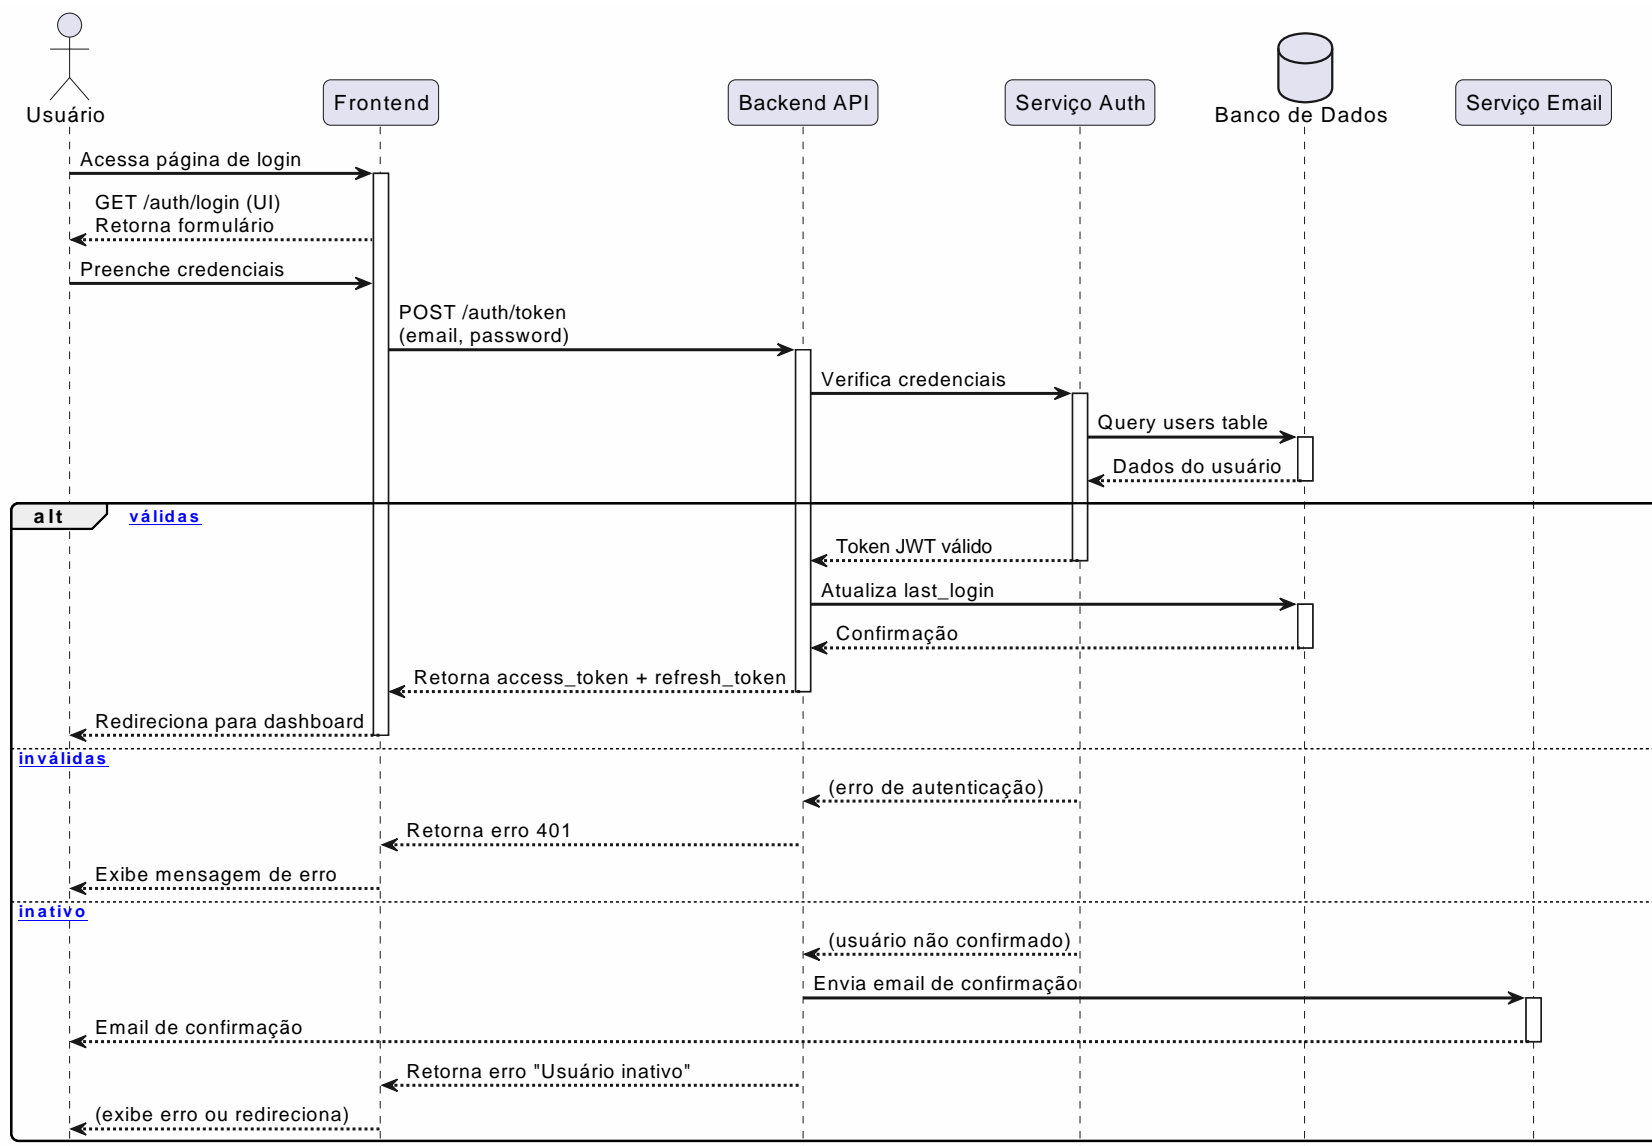 Usuário
Frontend
Backend API
Serviço Auth
Banco de Dados
Serviço Email
Acessa página de login
GET /auth/login (UI)
Retorna formulário
Preenche credenciais
POST /auth/token
(email, password)
Verifica credenciais
Query users table
Dados do usuário
alt
válidas
Token JWT válido
Atualiza last_login
Confirmação
Retorna access_token + refresh_token
Redireciona para dashboard
inválidas
(erro de autenticação)
Retorna erro 401
Exibe mensagem de erro
inativo
(usuário não confirmado)
Envia email de confirmação
Email de confirmação
Retorna erro "Usuário inativo"
(exibe erro ou redireciona)